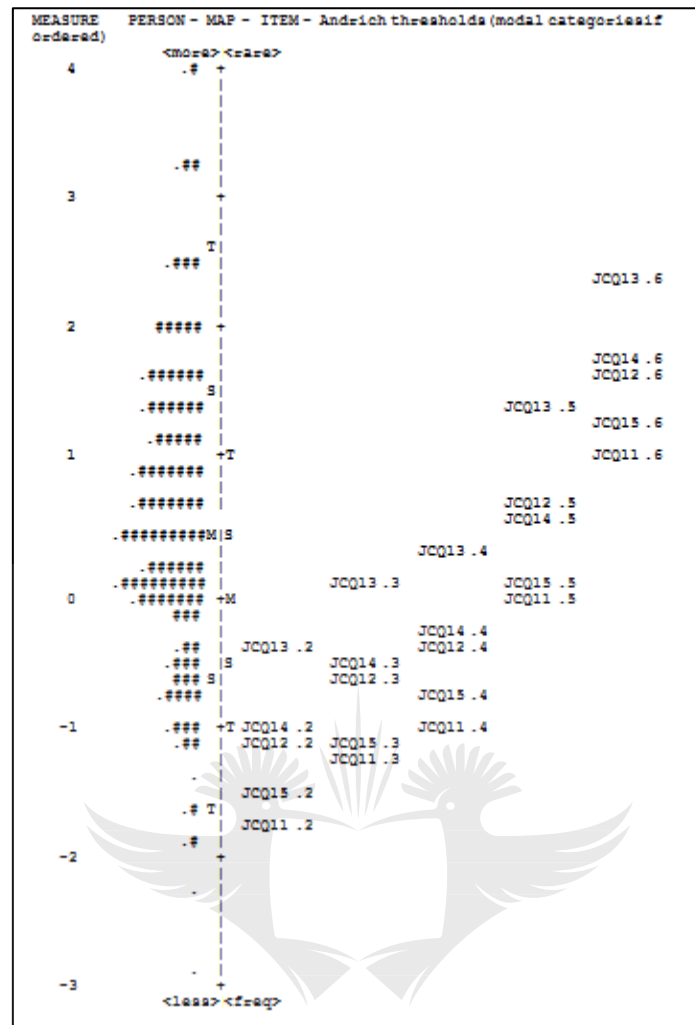 MEASURE PERSON - MAP - ITEM - Andrich thresholds(modal categoriesif
ordered)
<more> <rare>
4 .# +
|
|
|
|
|
|
.## |
|
3 +
|
|
|
T|
.### |
JCQ13 .6
|
|
2 ##### +
|
JCQ14 .6
.###### | JCQ12 .6
S|
.###### | JCQ13 .5
| JCQ15 .6
.##### |
1 +T JCQ11 .6
.####### |
|
.####### | JCQ12 .5
JCQ14 .5
.#########M|S
| JCQ13 .4
.###### |
.######### | JCQ13 .3 JCQ15 .5
0 .####### +M JCQ11 .5
### |
| JCQ14 .4
.## | JCQ13 .2 JCQ12 .4
.### |S JCQ14 .3
### S| JCQ12 .3
.#### | JCQ15 .4
|
-1 .### +T JCQ14 .2 JCQ11 .4
.## | JCQ12 .2 JCQ15 .3
| JCQ11 .3
. |
| JCQ15 .2
.# T|
| JCQ11 .2
.# |
-2 +
|
. |
|
|
|
|
. |
-3 +
<less> <freq>